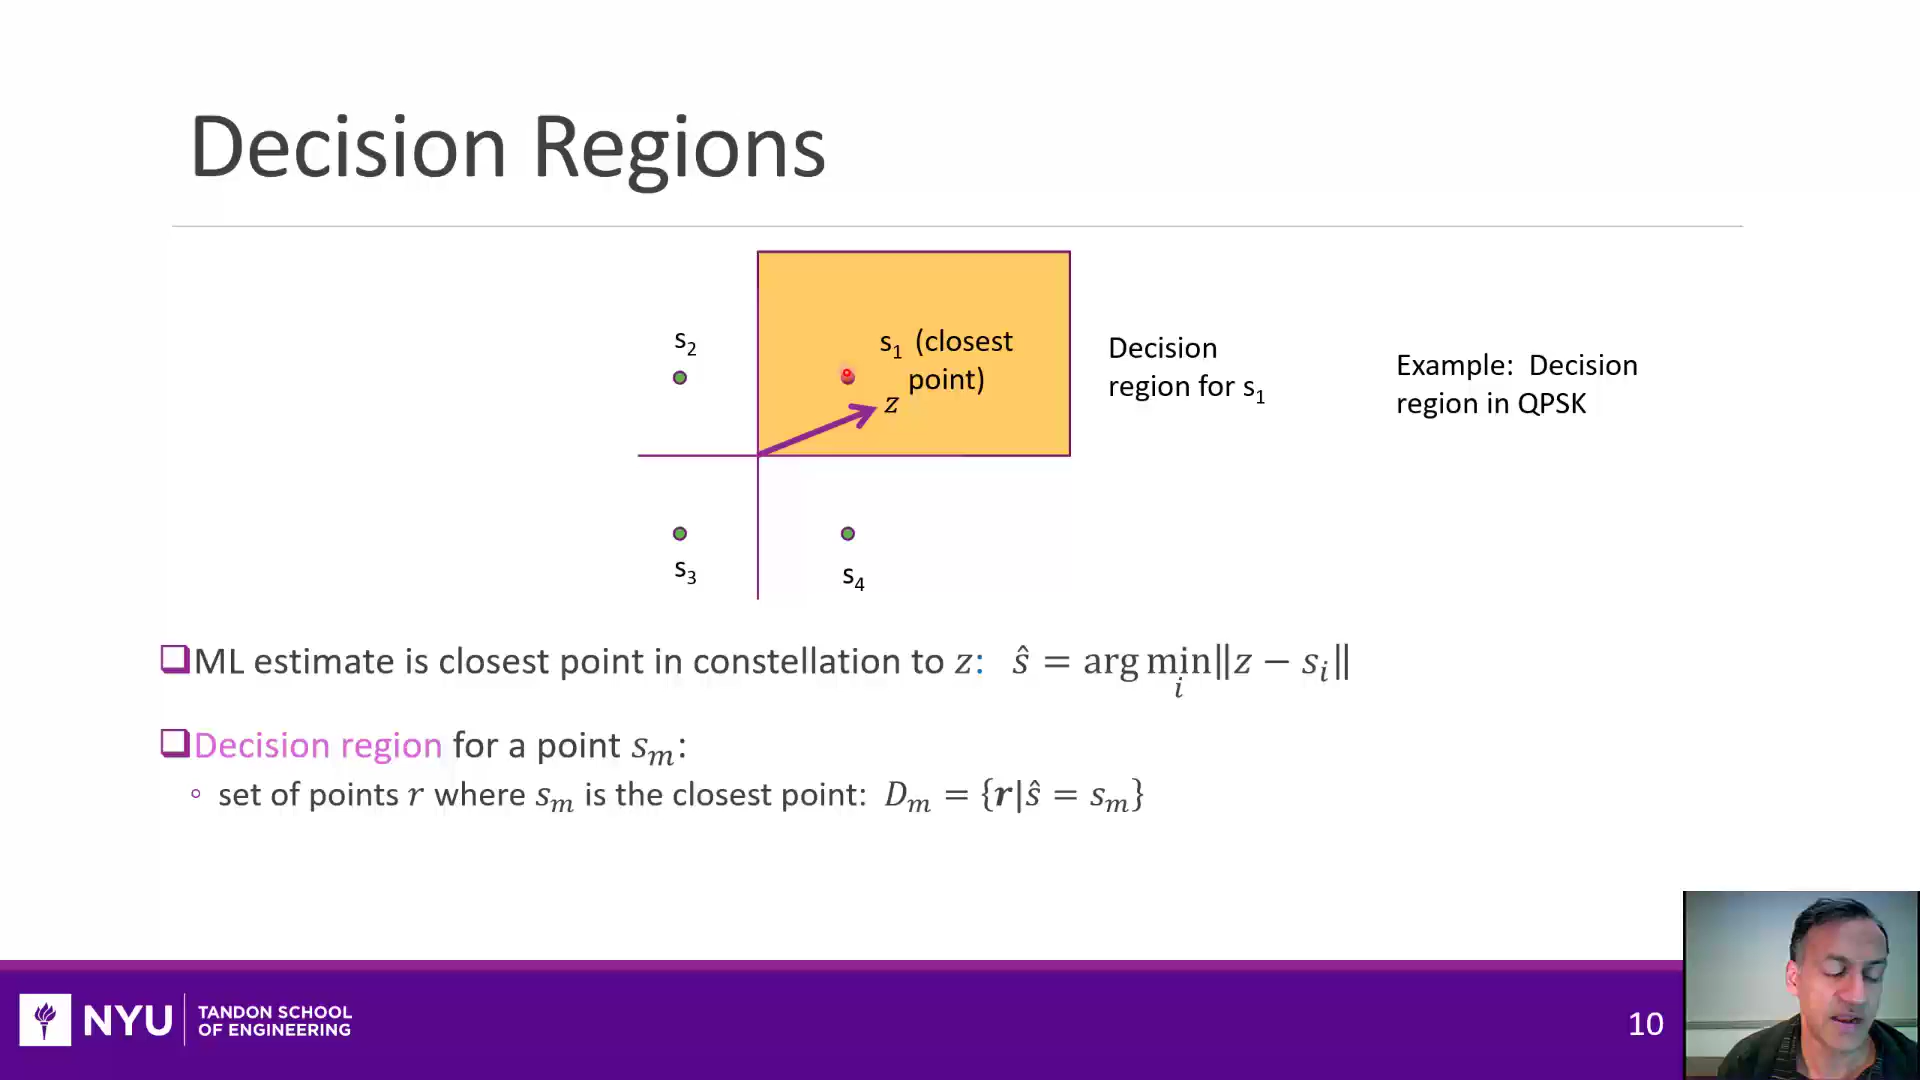 Decision Regions
s₂
s₁ (closest
point)
z
Decision
region for s₁
Example: Decision
region in QPSK
s₃
s₄
ML estimate is closest point in constellation to z: ŝ = arg min‖z − sᵢ‖
i
Decision region for a point sₘ:
∘ set of points r where sₘ is the closest point: Dₘ = {r|ŝ = sₘ}
NYU
TANDON SCHOOL
OF ENGINEERING
10